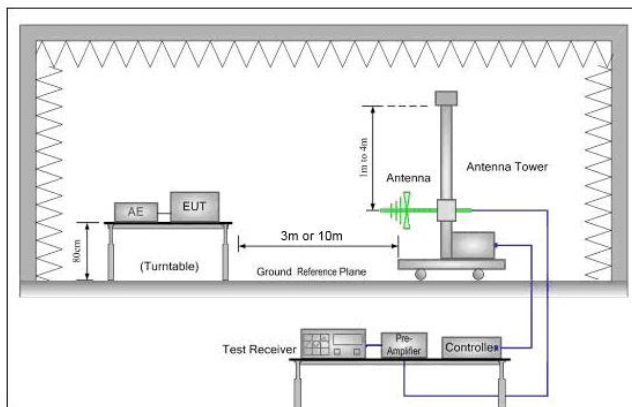 1m to 4m
Antenna
Antenna Tower
AE
EUT
80cm
(Turntable)
3m or 10m
Ground Reference Plane
Test Receiver
Pre-
Amplifier
Controller